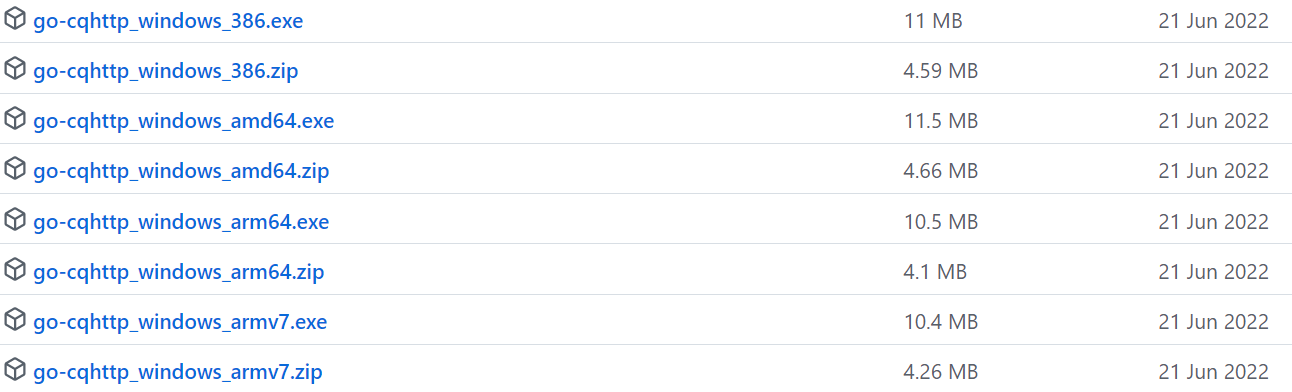 go-cqhttp_windows_386.exe 11 MB 21 Jun 2022
go-cqhttp_windows_386.zip 4.59 MB 21 Jun 2022
go-cqhttp_windows_amd64.exe 11.5 MB 21 Jun 2022
go-cqhttp_windows_amd64.zip 4.66 MB 21 Jun 2022
go-cqhttp_windows_arm64.exe 10.5 MB 21 Jun 2022
go-cqhttp_windows_arm64.zip 4.1 MB 21 Jun 2022
go-cqhttp_windows_armv7.exe 10.4 MB 21 Jun 2022
go-cqhttp_windows_armv7.zip 4.26 MB 21 Jun 2022